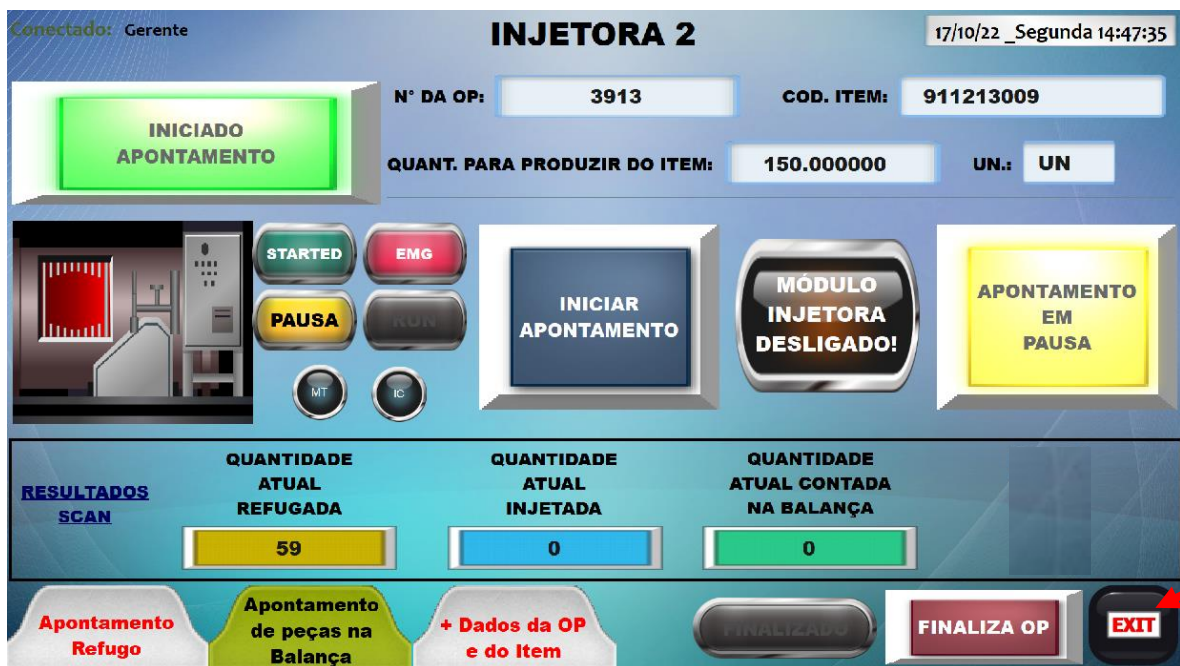 Conectado: Gerente
INJETORA 2
17/10/22 _Segunda 14:47:35
INICIADO
APONTAMENTO
N° DA OP:
3913
COD. ITEM:
911213009
QUANT. PARA PRODUZIR DO ITEM:
150.000000
UN.:
UN
STARTED
EMG
PAUSA
RUN
MT
IC
INICIAR
APONTAMENTO
MÓDULO
INJETORA
DESLIGADO!
APONTAMENTO
EM
PAUSA
RESULTADOS
SCAN
QUANTIDADE
ATUAL
REFUGADA
59
QUANTIDADE
ATUAL
INJETADA
0
QUANTIDADE
ATUAL CONTADA
NA BALANÇA
0
Apontamento
Refugo
Apontamento
de peças na
Balança
+ Dados da OP
e do Item
FINALIZADO
FINALIZA OP
EXIT